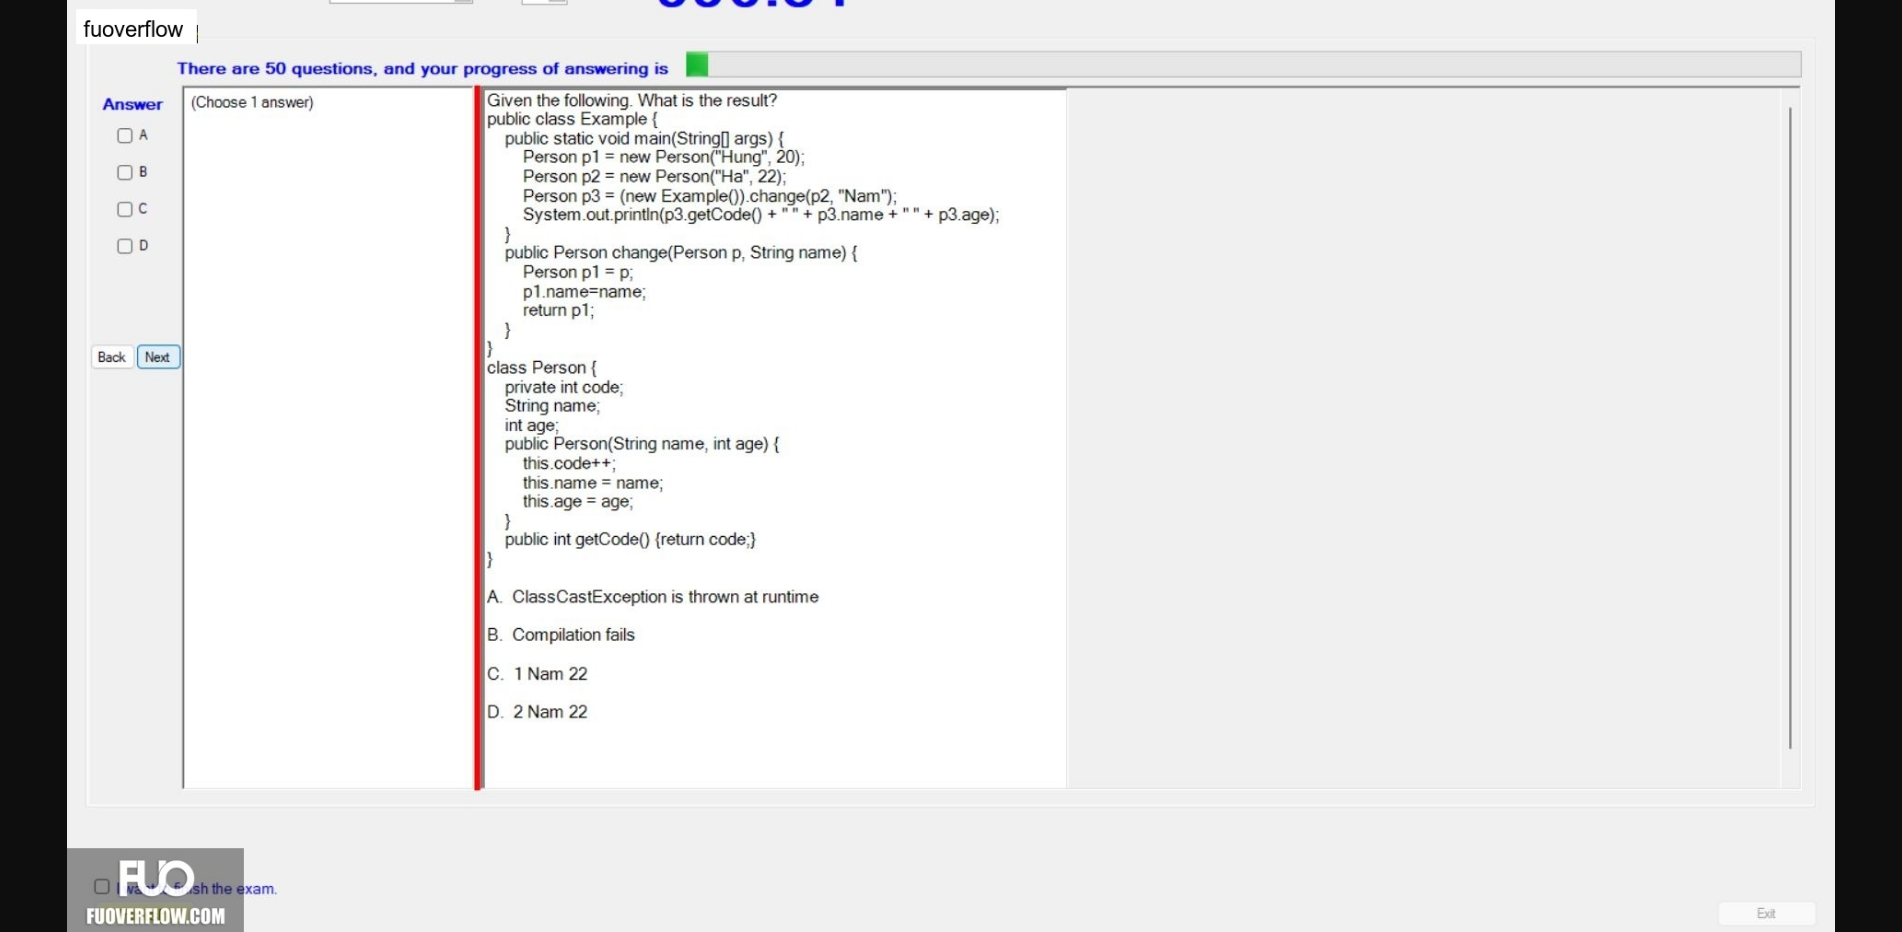 fuoverflow
There are 50 questions, and your progress of answering is
Answer
(Choose 1 answer)
A
B
C
D
Back
Next
Given the following. What is the result?
public class Example {
public static void main(String[] args) {
Person p1 = new Person("Hung", 20);
Person p2 = new Person("Ha", 22);
Person p3 = (new Example()).change(p2, "Nam");
System.out.println(p3.getCode() + " " + p3.name + " " + p3.age);
}
public Person change(Person p, String name) {
Person p1 = p;
p1.name=name;
return p1;
}
}
class Person {
private int code;
String name;
int age;
public Person(String name, int age) {
this.code++;
this.name = name;
this.age = age;
}
public int getCode() {return code;}
}
A. ClassCastException is thrown at runtime
B. Compilation fails
C. 1 Nam 22
D. 2 Nam 22
FUO
the exam.
FUOVERFLOW.COM
Exit